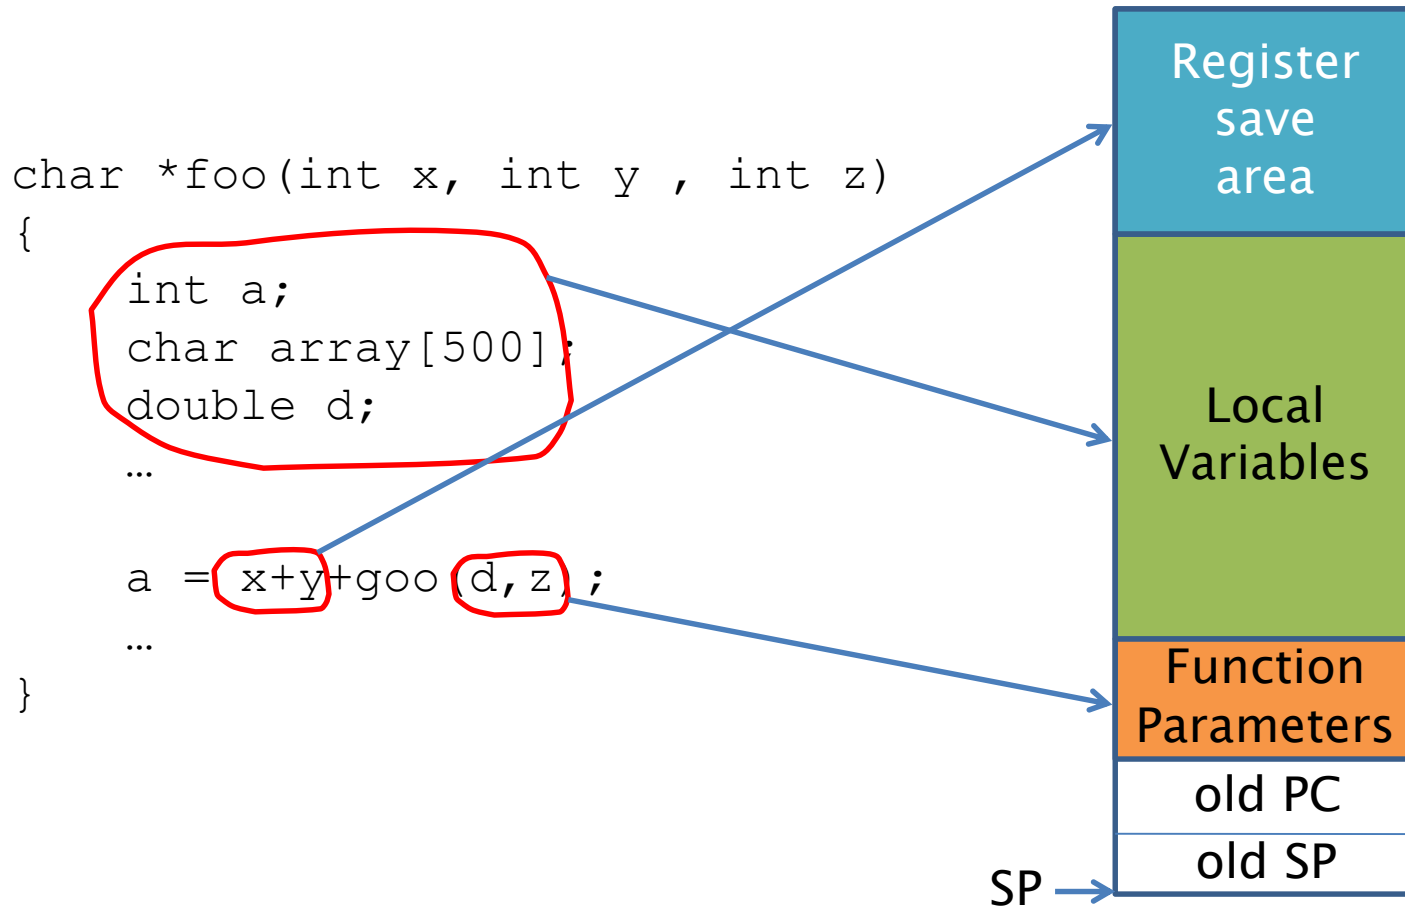 char *foo(int x, int y , int z)
{
int a;
char array[500];
double d;
…
a = x+y+goo(d,z);
…
}
Register
save
area
Local
Variables
Function
Parameters
old PC
old SP
SP